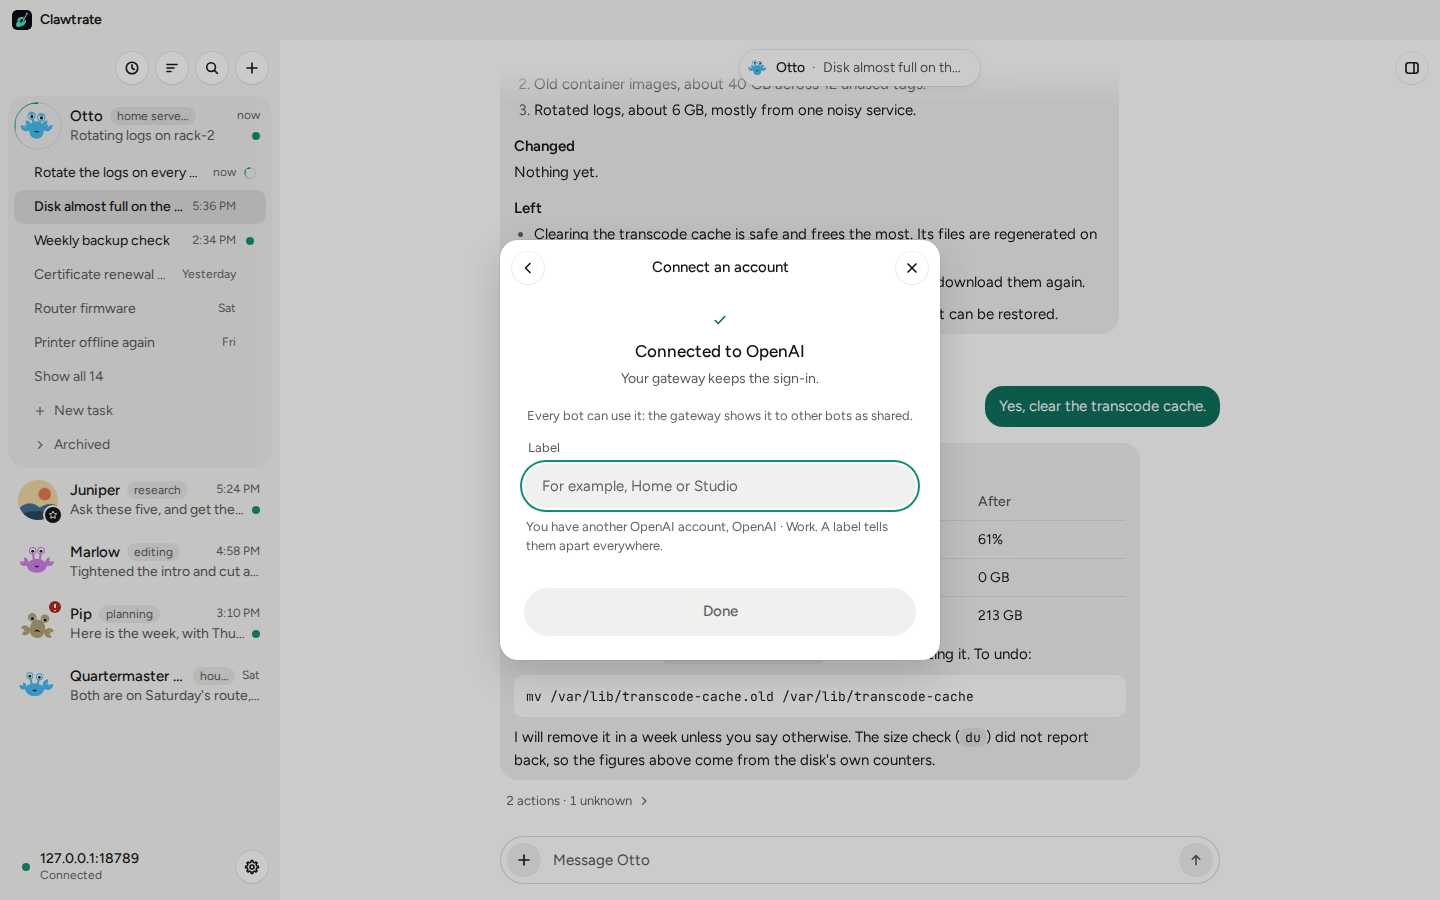 Clawtrate
Otto
home serve...
now
Rotating logs on rack-2
Rotate the logs on every ...
now
Disk almost full on the ...
5:36 PM
Weekly backup check
2:34 PM
Certificate renewal ...
Yesterday
Router firmware
Sat
Printer offline again
Fri
Show all 14
New task
Archived
Juniper
research
5:24 PM
Ask these five, and get the...
Marlow
editing
4:58 PM
Tightened the intro and cut a...
Pip
planning
3:10 PM
Here is the week, with Thu...
Quartermaster ...
hou...
Sat
Both are on Saturday's route,...
127.0.0.1:18789
Connected
Otto · Disk almost full on th...
2. Old container images, about 40 GB across 12 unused tags.
3. Rotated logs, about 6 GB, mostly from one noisy service.
Changed
Nothing yet.
Left
• Clearing the transcode cache is safe and frees the most. Its files are regenerated on
download them again.
can be restored.
Yes, clear the transcode cache.
After
61%
0 GB
213 GB
it. To undo:
mv /var/lib/transcode-cache.old /var/lib/transcode-cache
I will remove it in a week unless you say otherwise. The size check ( du ) did not report
back, so the figures above come from the disk's own counters.
2 actions · 1 unknown
Message Otto
Connect an account
Connected to OpenAI
Your gateway keeps the sign-in.
Every bot can use it: the gateway shows it to other bots as shared.
Label
For example, Home or Studio
You have another OpenAI account, OpenAI · Work. A label tells
them apart everywhere.
Done